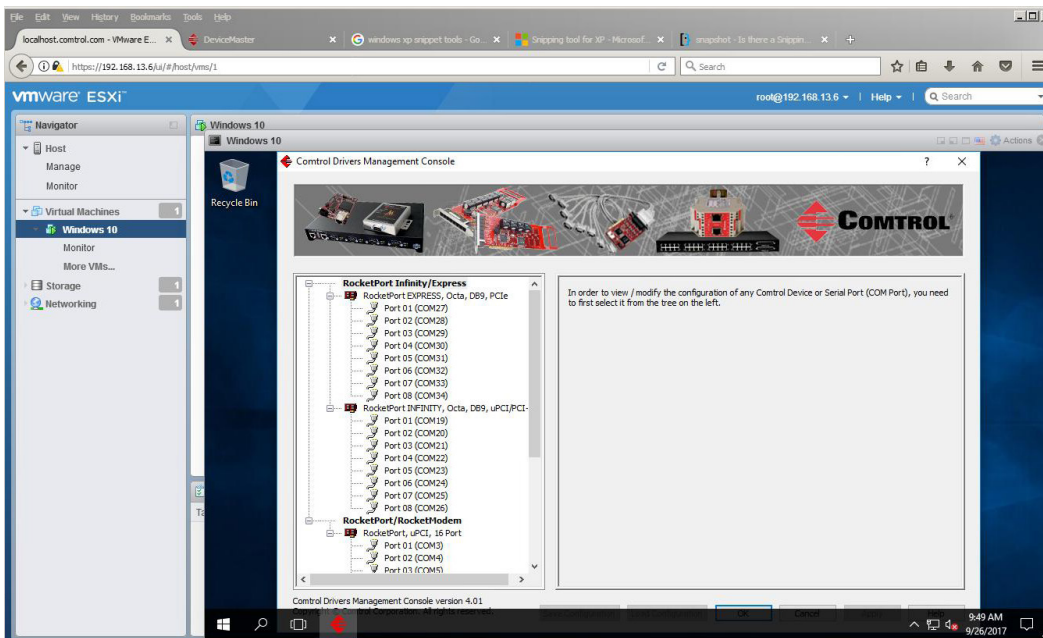 File Edit View History Bookmarks Tools Help
localhost.comtrol.com - VMware E... × DeviceMaster × windows xp snippet tools - Go... × Snipping tool for XP - Microsof... × snapshot - Is there a Snippin... × +
https://192.168.13.6/ui/#/host/vms/1 Search
vmware ESXi root@192.168.13.6 | Help | Search
Navigator
Windows 10
Windows 10 Actions
Host
Manage
Monitor
Virtual Machines 1
Windows 10
Monitor
More VMs...
Storage 1
Networking 1
Recycle Bin
Comtrol Drivers Management Console ? ×
COMTROL
RocketPort Infinity/Express
RocketPort EXPRESS, Octa, DB9, PCIe
Port 01 (COM27)
Port 02 (COM28)
Port 03 (COM29)
Port 04 (COM30)
Port 05 (COM31)
Port 06 (COM32)
Port 07 (COM33)
Port 08 (COM34)
RocketPort INFINITY, Octa, DB9, uPCI/PCI-
Port 01 (COM19)
Port 02 (COM20)
Port 03 (COM21)
Port 04 (COM22)
Port 05 (COM23)
Port 06 (COM24)
Port 07 (COM25)
Port 08 (COM26)
RocketPort/RocketModem
RocketPort, uPCI, 16 Port
Port 01 (COM3)
Port 02 (COM4)
Port 03 (COM5)
In order to view / modify the configuration of any Comtrol Device or Serial Port (COM Port), you need
to first select it from the tree on the left.
Comtrol Drivers Management Console version 4.01
Copyright © Comtrol Corporation. All rights reserved.
OK Cancel Apply Help
9:49 AM
9/26/2017